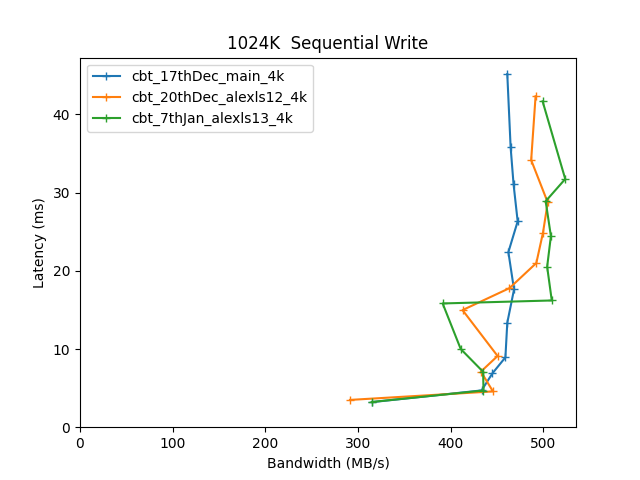 1024K  Sequential Write
cbt_17thDec_main_4k
cbt_20thDec_alexls12_4k
cbt_7thJan_alexls13_4k
Latency (ms)
40
30
20
10
0
0 100 200 300 400 500
Bandwidth (MB/s)